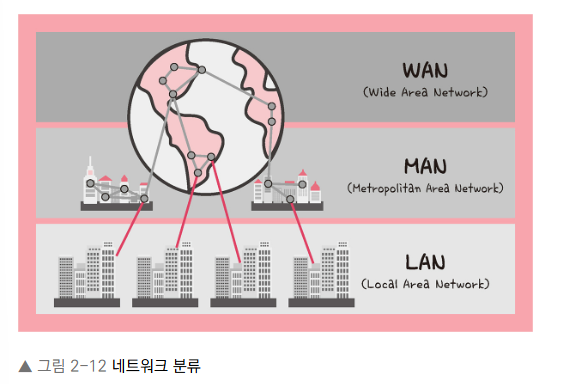 WAN
(Wide Area Network)
MAN
(Metropolitan Area Network)
LAN
(Local Area Network)
▲ 그림 2-12 네트워크 분류